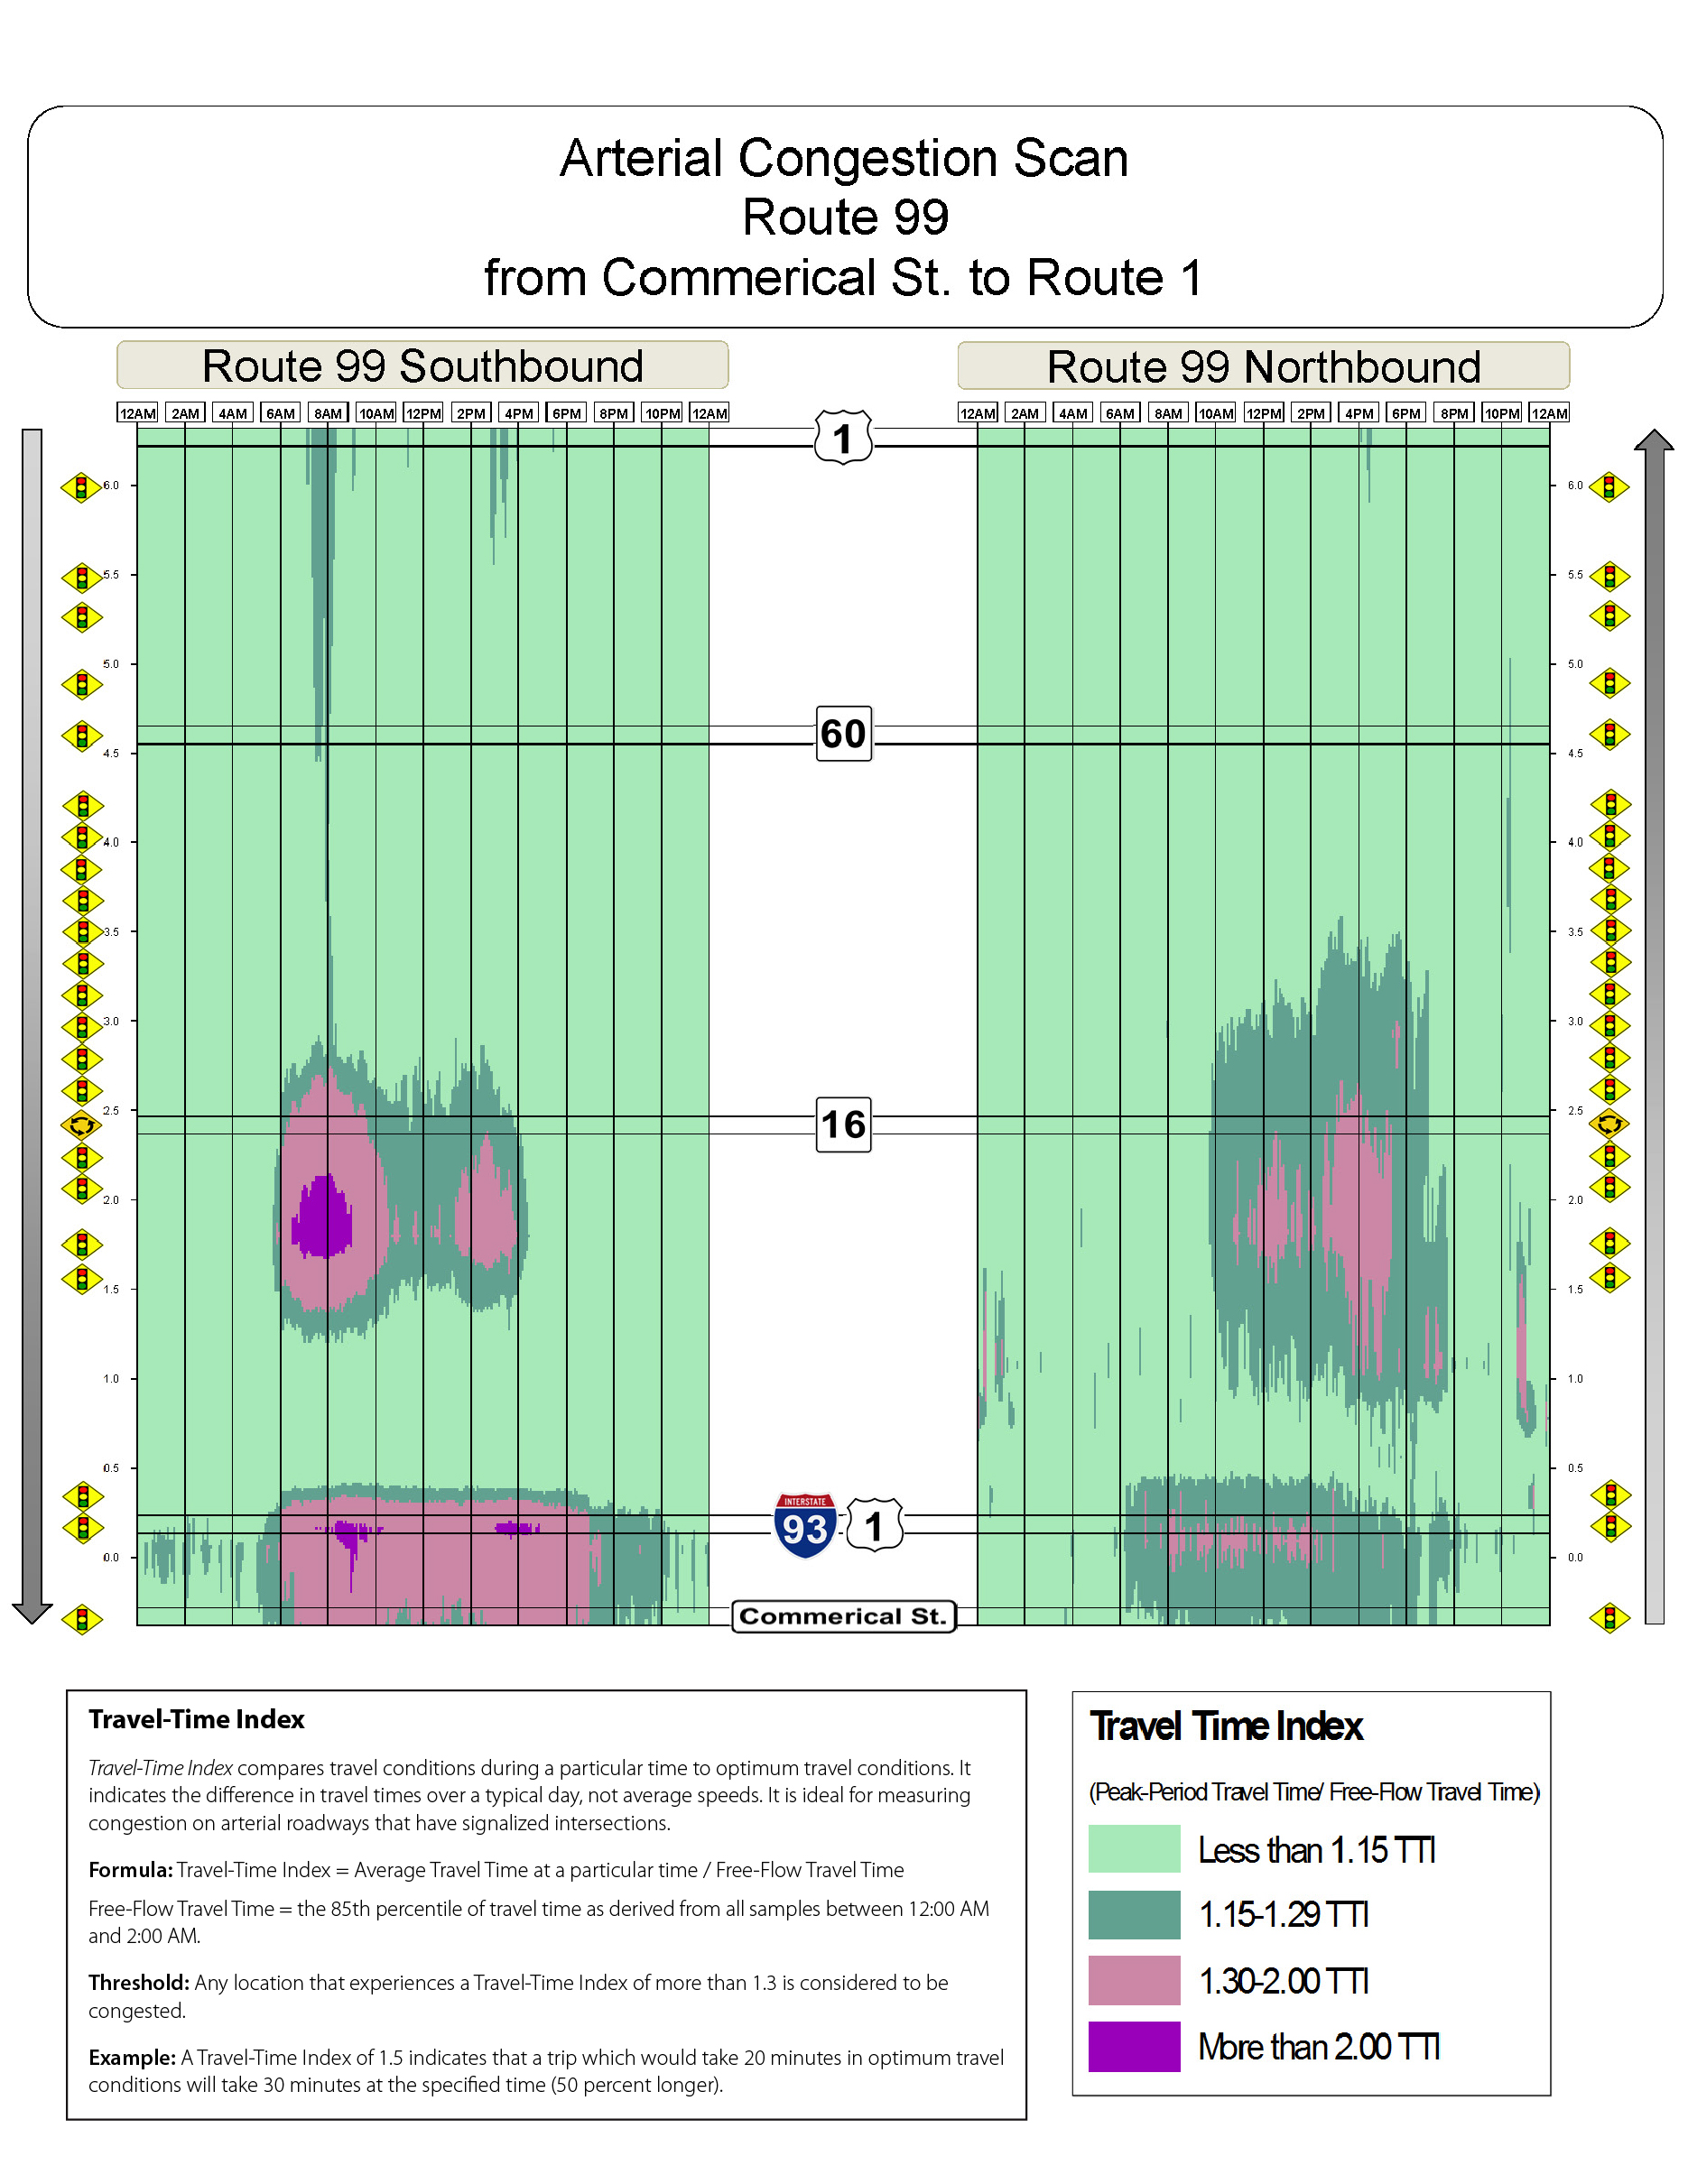 Arterial Congestion Scan
Route 99
from Commerical St. to Route 1
Route 99 Southbound
Route 99 Northbound
12AM 2AM 4AM 6AM 8AM 10AM 12PM 2PM 4PM 6PM 8PM 10PM 12AM
12AM 2AM 4AM 6AM 8AM 10AM 12PM 2PM 4PM 6PM 8PM 10PM 12AM
1
6.0 6.0
5.5 5.5
5.0 5.0
60
4.5 4.5
4.0 4.0
3.5 3.5
3.0 3.0
2.5 2.5
16
2.0 2.0
1.5 1.5
1.0 1.0
0.5 0.5
INTERSTATE
93 1
0.0 0.0
Commerical St.
Travel-Time Index
Travel-Time Index compares travel conditions during a particular time to optimum travel conditions. It
indicates the difference in travel times over a typical day, not average speeds. It is ideal for measuring
congestion on arterial roadways that have signalized intersections.
Formula: Travel-Time Index = Average Travel Time at a particular time / Free-Flow Travel Time
Free-Flow Travel Time = the 85th percentile of travel time as derived from all samples between 12:00 AM
and 2:00 AM.
Threshold: Any location that experiences a Travel-Time Index of more than 1.3 is considered to be
congested.
Example: A Travel-Time Index of 1.5 indicates that a trip which would take 20 minutes in optimum travel
conditions will take 30 minutes at the specified time (50 percent longer).
Travel Time Index
(Peak-Period Travel Time/ Free-Flow Travel Time)
Less than 1.15 TTI
1.15-1.29 TTI
1.30-2.00 TTI
More than 2.00 TTI